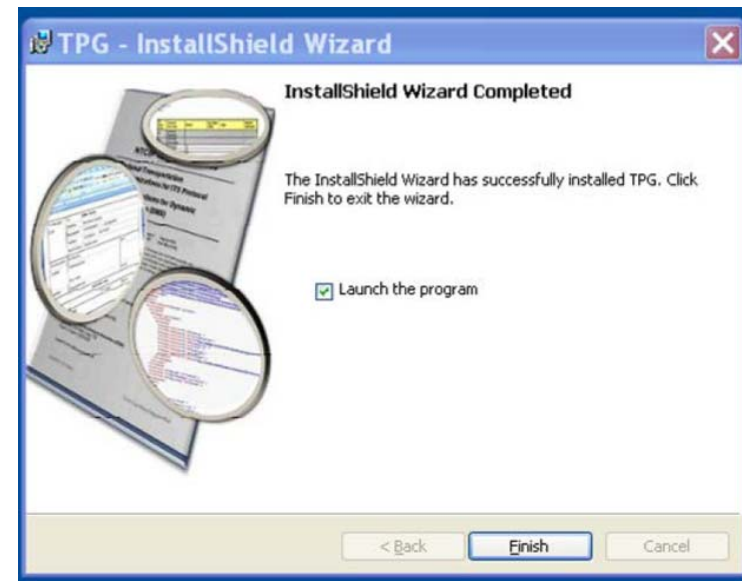 TPG - InstallShield Wizard
InstallShield Wizard Completed
The InstallShield Wizard has successfully installed TPG. Click
Finish to exit the wizard.
Launch the program
< Back
Finish
Cancel